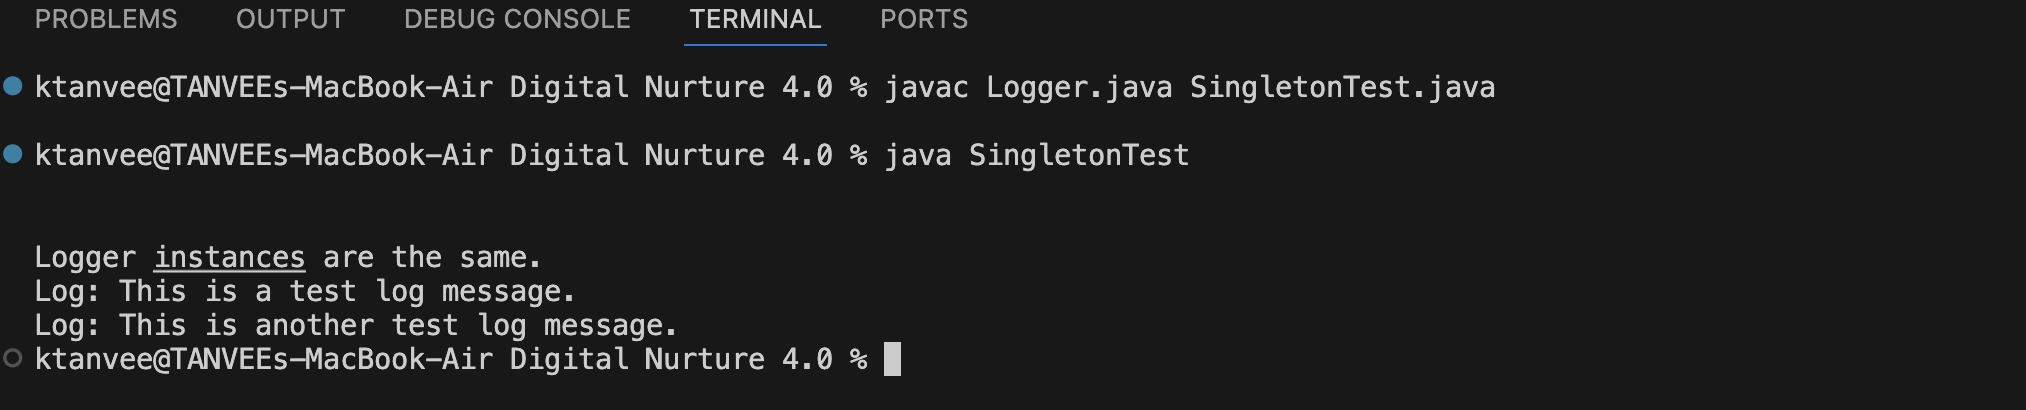 PROBLEMS OUTPUT DEBUG CONSOLE TERMINAL PORTS
ktanvee@TANVEEs-MacBook-Air Digital Nurture 4.0 % javac Logger.java SingletonTest.java
ktanvee@TANVEEs-MacBook-Air Digital Nurture 4.0 % java SingletonTest
Logger instances are the same.
Log: This is a test log message.
Log: This is another test log message.
ktanvee@TANVEEs-MacBook-Air Digital Nurture 4.0 %